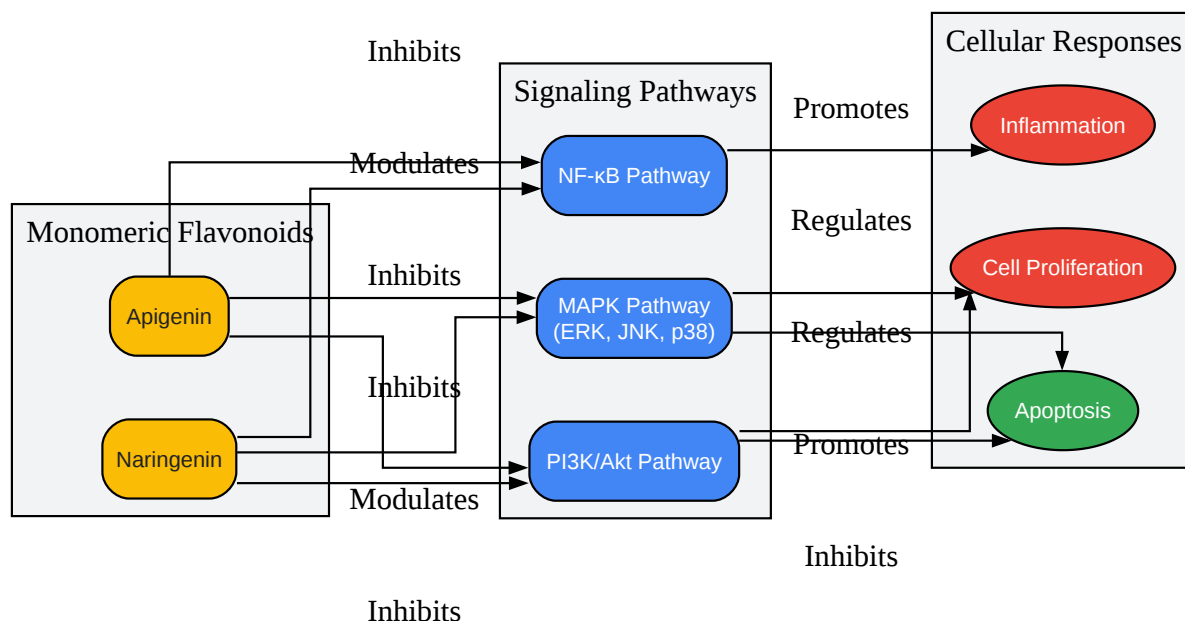 Inhibits
Modulates
Inhibits
Inhibits
Modulates
Inhibits
Monomeric Flavonoids
Apigenin
Naringenin
Signaling Pathways
NF-κB Pathway
MAPK Pathway
(ERK, JNK, p38)
PI3K/Akt Pathway
Promotes
Regulates
Regulates
Promotes
Inhibits
Cellular Responses
Inflammation
Cell Proliferation
Apoptosis